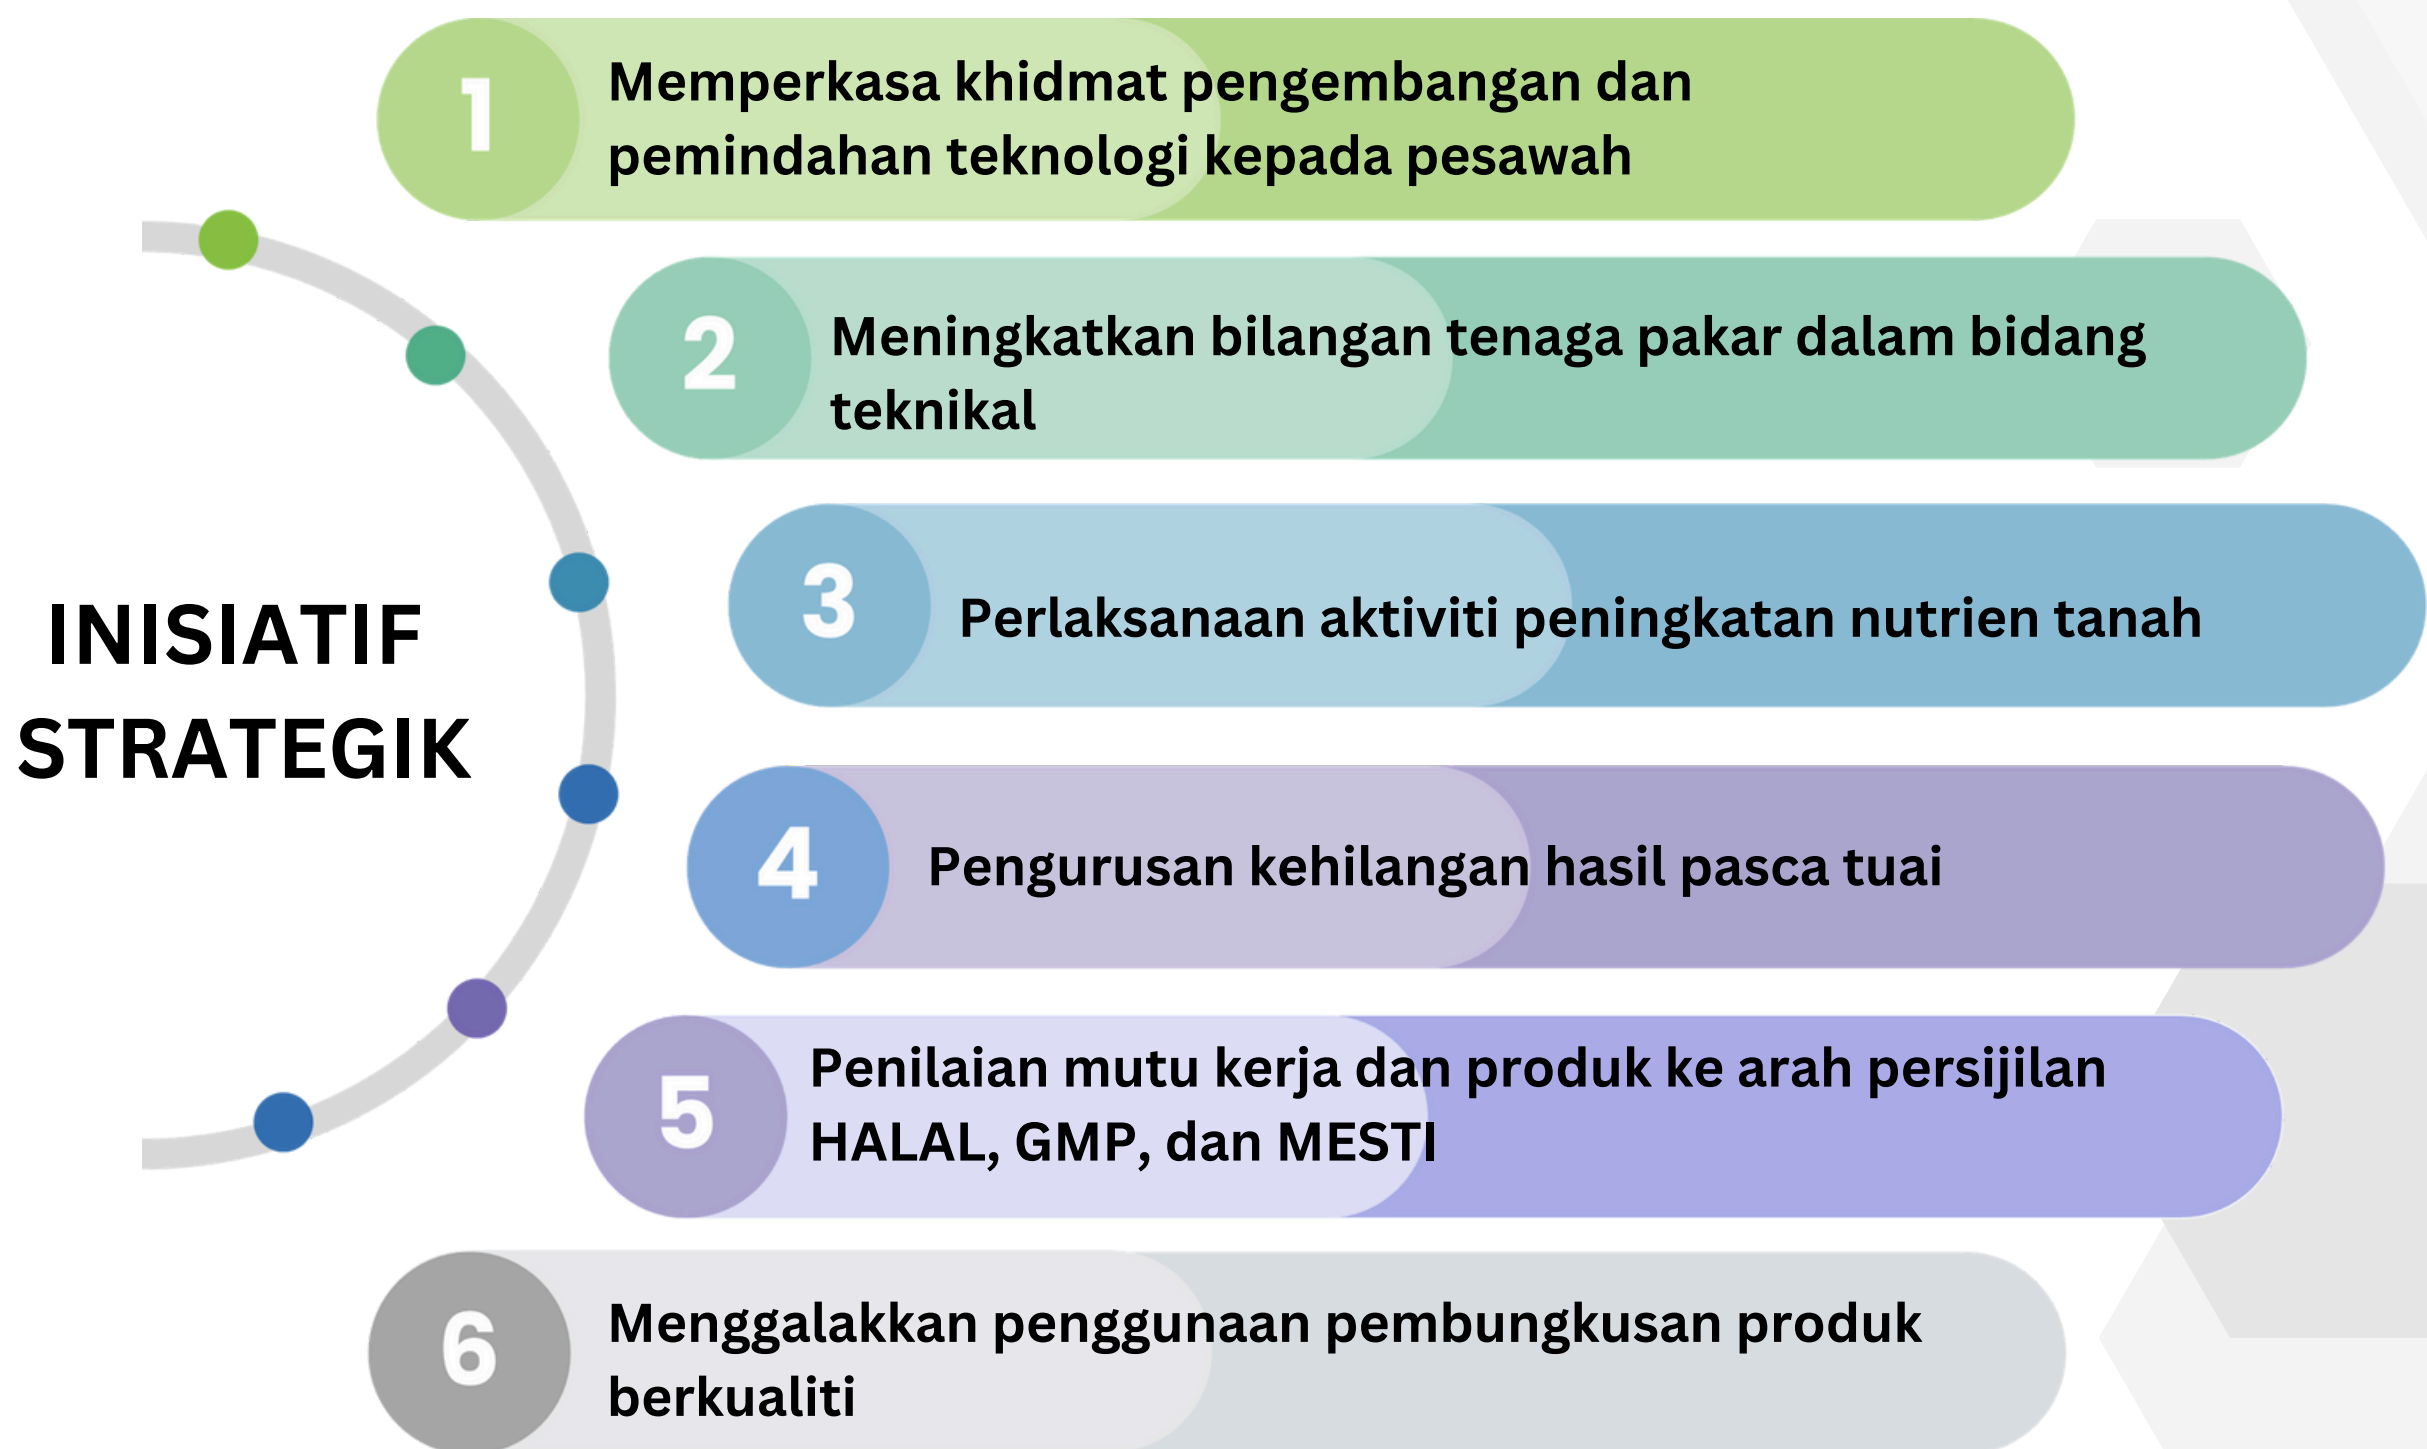 INISIATIF
STRATEGIK
1
Memperkasa khidmat pengembangan dan
pemindahan teknologi kepada pesawah
2
Meningkatkan bilangan tenaga pakar dalam bidang
teknikal
3
Perlaksanaan aktiviti peningkatan nutrien tanah
4
Pengurusan kehilangan hasil pasca tuai
5
Penilaian mutu kerja dan produk ke arah persijilan
HALAL, GMP, dan MESTI
6
Menggalakkan penggunaan pembungkusan produk
berkualiti